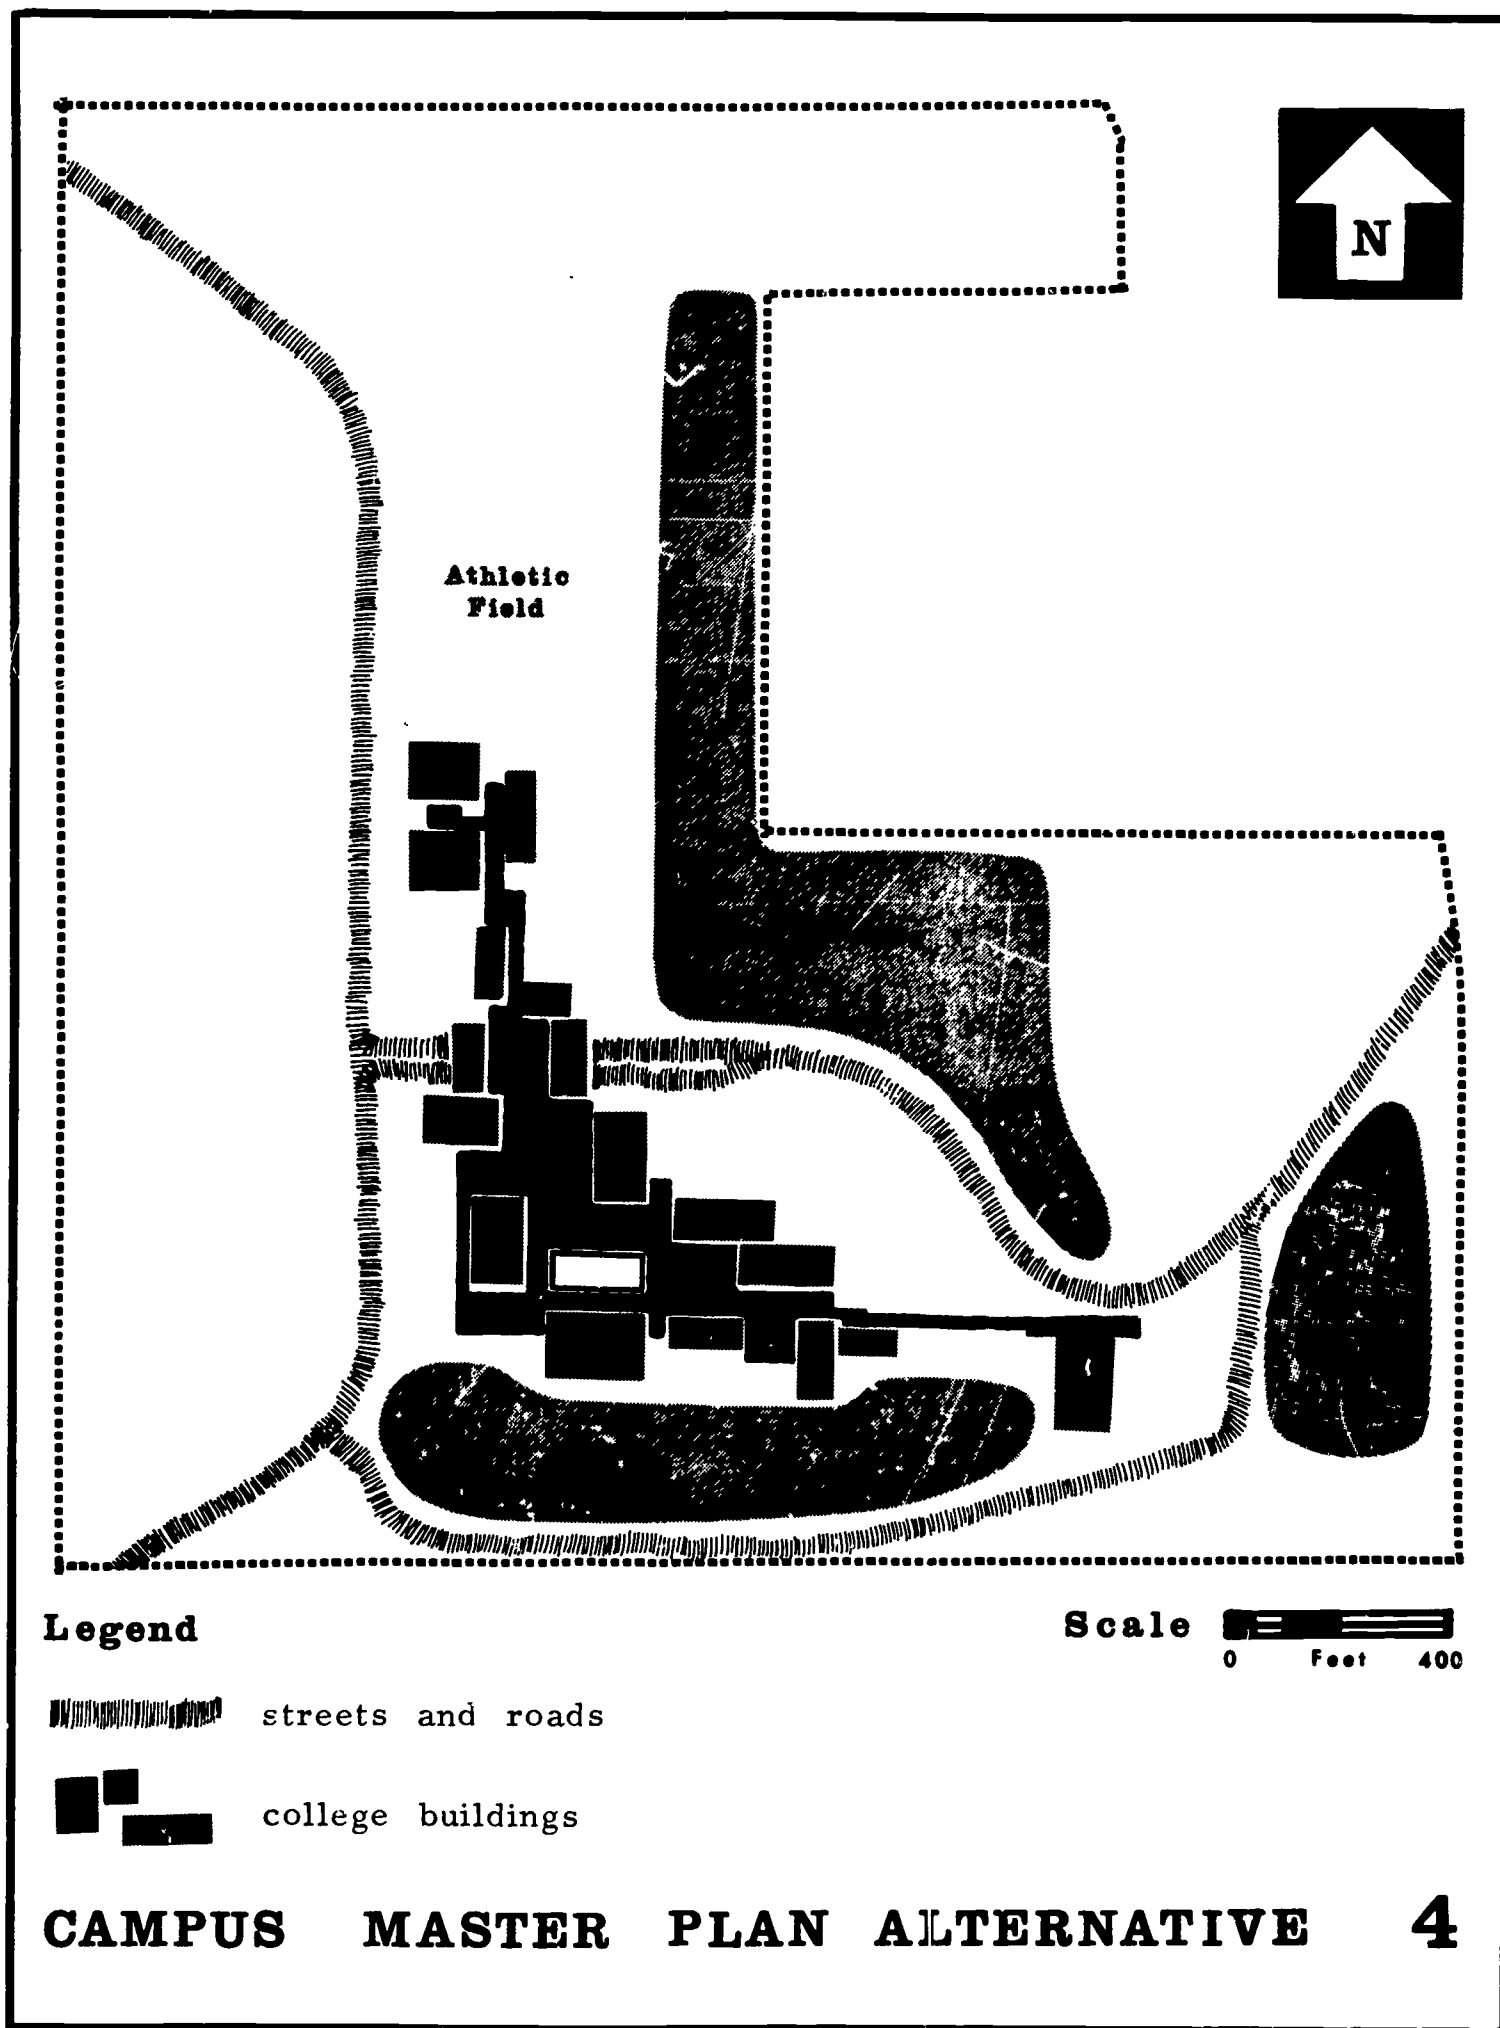 N
Athletic
Field
Legend
Scale
0 Feet 400
streets and roads
college buildings
CAMPUS MASTER PLAN ALTERNATIVE 4